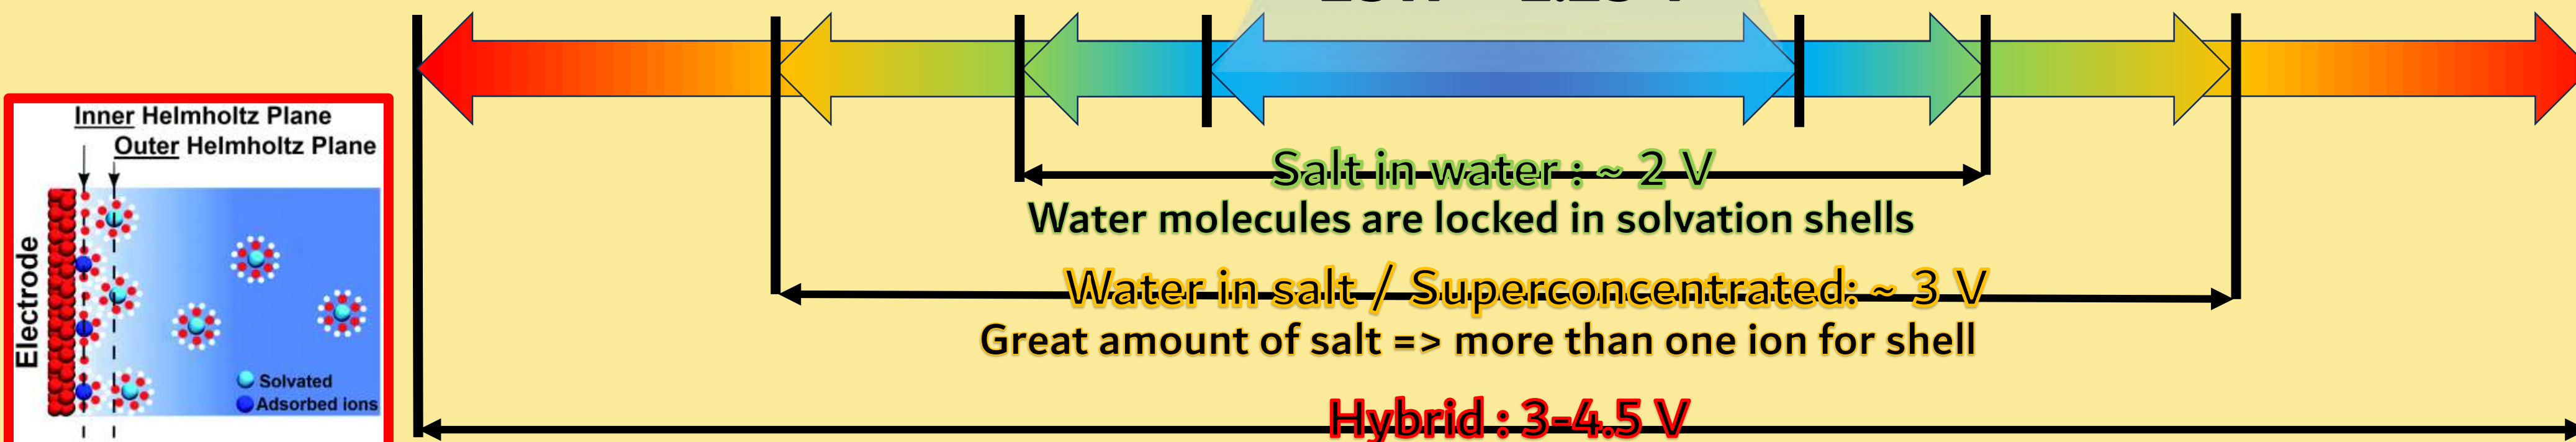 Inner Helmholtz Plane
Outer Helmholtz Plane
Electrode
Solvated
Adsorbed ions
Salt in water : ~ 2 V
Water molecules are locked in solvation shells
Water in salt / Superconcentrated: ~ 3 V
Great amount of salt => more than one ion for shell
Hybrid : 3-4.5 V